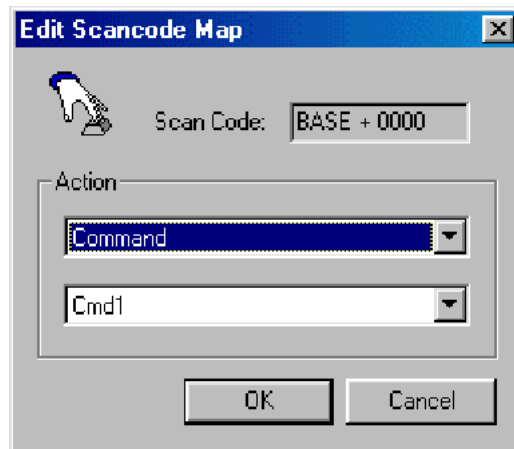 Edit Scancode Map
Scan Code: BASE + 0000
Action
Command
Cmd1
OK Cancel